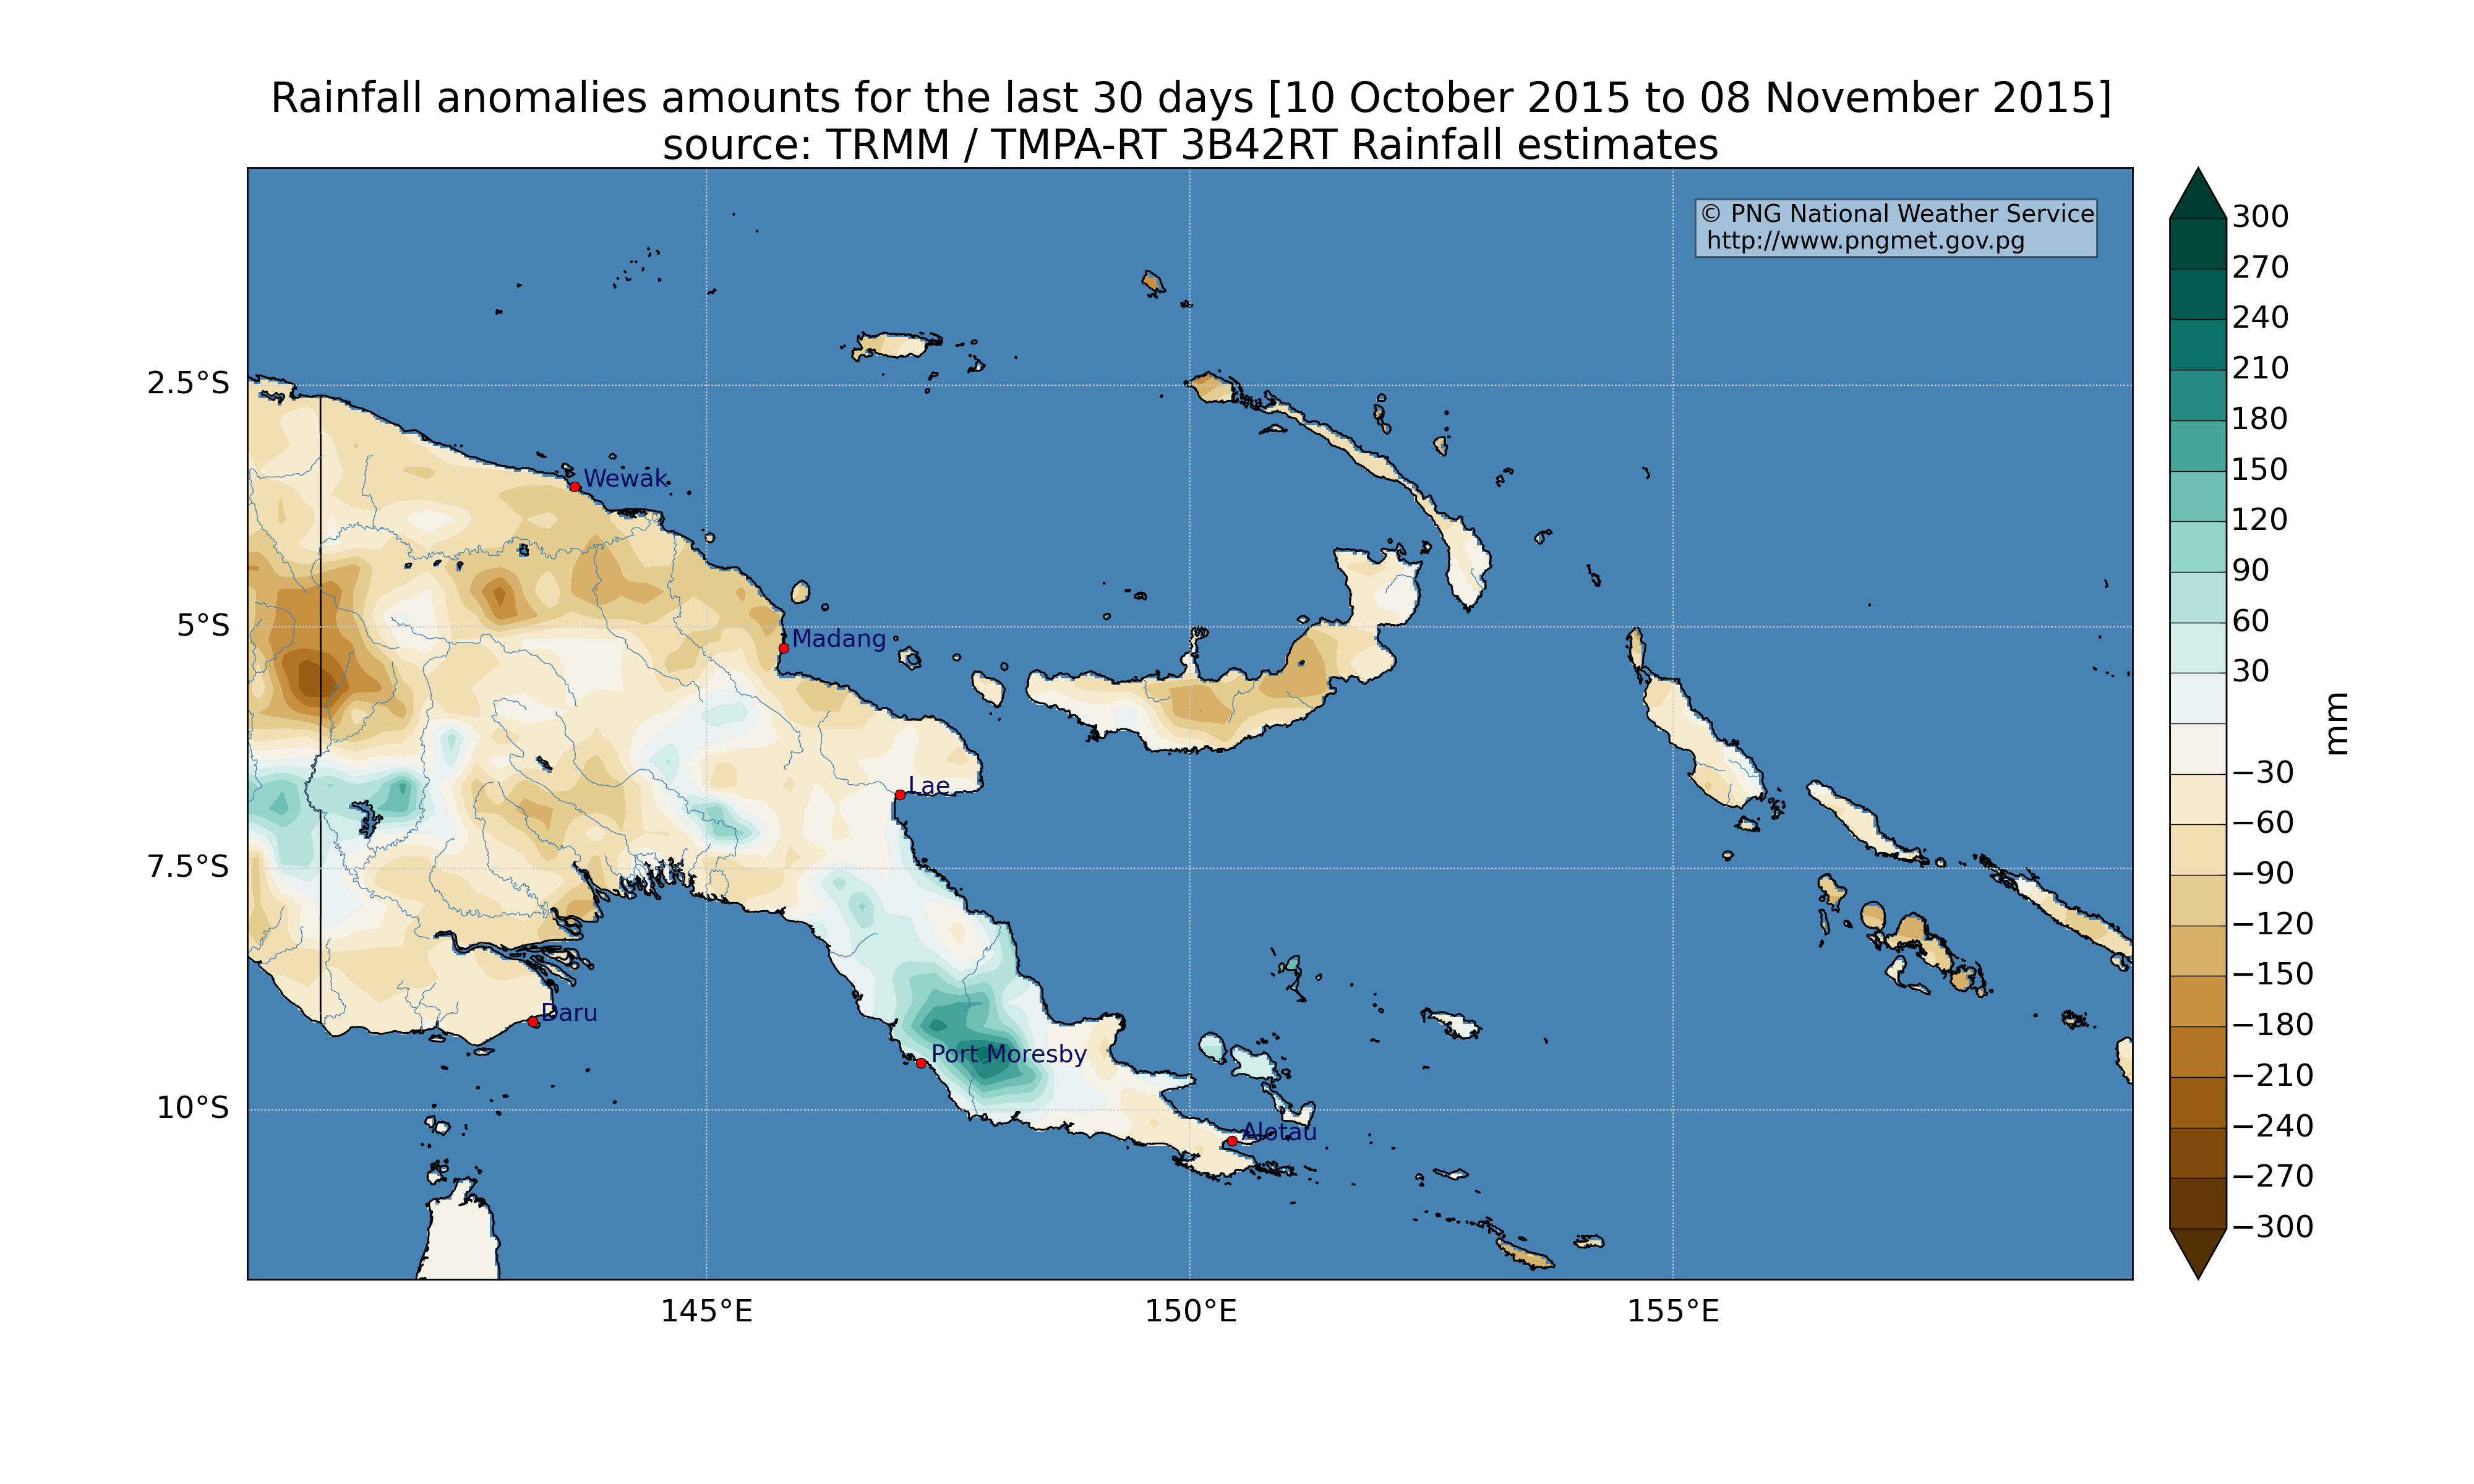 Rainfall anomalies amounts for the last 30 days [10 October 2015 to 08 November 2015]
source: TRMM / TMPA-RT 3B42RT Rainfall estimates
© PNG National Weather Service
http://www.pngmet.gov.pg
2.5°S
5°S
7.5°S
10°S
145°E
150°E
155°E
Wewak
Madang
Lae
Daru
Port Moresby
Alotau
300
270
240
210
180
150
120
90
60
30
−30
−60
−90
−120
−150
−180
−210
−240
−270
−300
mm